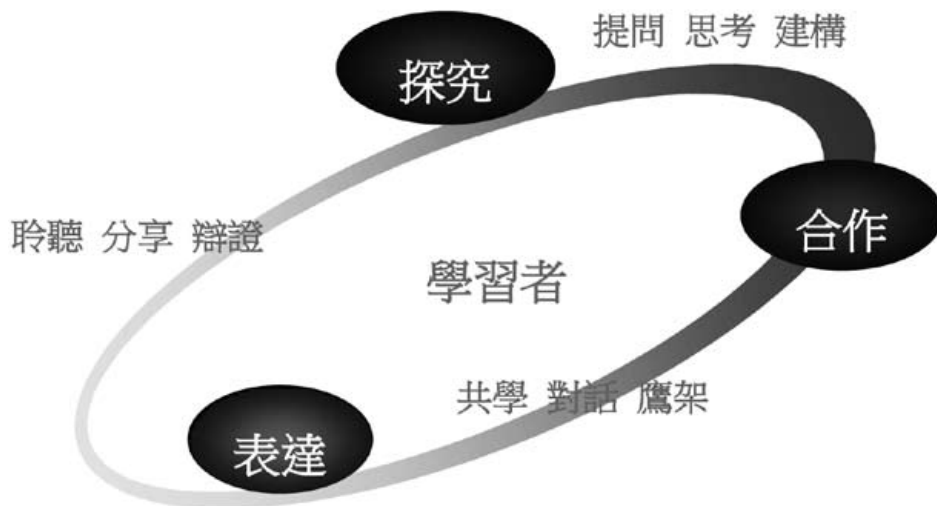 提問 思考 建構
探究
合作
聆聽 分享 辯證
學習者
共學 對話 鷹架
表達